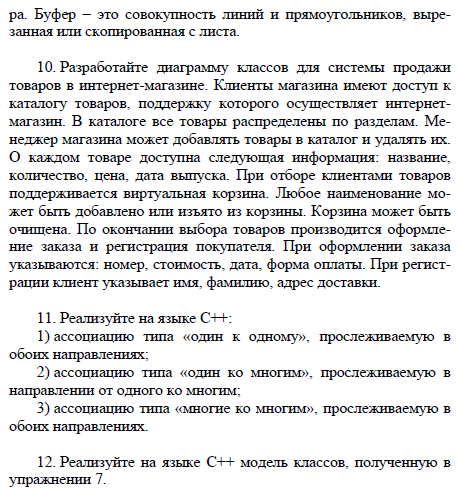 ра. Буфер – это совокупность линий и прямоугольников, выре-
занная или скопированная с листа.
10. Разработайте диаграмму классов для системы продажи
товаров в интернет-магазине. Клиенты магазина имеют доступ к
каталогу товаров, поддержку которого осуществляет интернет-
магазин. В каталоге все товары распределены по разделам. Ме-
неджер магазина может добавлять товары в каталог и удалять их.
О каждом товаре доступна следующая информация: название,
количество, цена, дата выпуска. При отборе клиентами товаров
поддерживается виртуальная корзина. Любое наименование мо-
жет быть добавлено или изъято из корзины. Корзина может быть
очищена. По окончании выбора товаров производится оформле-
ние заказа и регистрация покупателя. При оформлении заказа
указываются: номер, стоимость, дата, форма оплаты. При регист-
рации клиент указывает имя, фамилию, адрес доставки.
11. Реализуйте на языке C++:
1) ассоциацию типа «один к одному», прослеживаемую в
обоих направлениях;
2) ассоциацию типа «один ко многим», прослеживаемую в
направлении от одного ко многим;
3) ассоциацию типа «многие ко многим», прослеживаемую в
обоих направлениях.
12. Реализуйте на языке C++ модель классов, полученную в
упражнении 7.